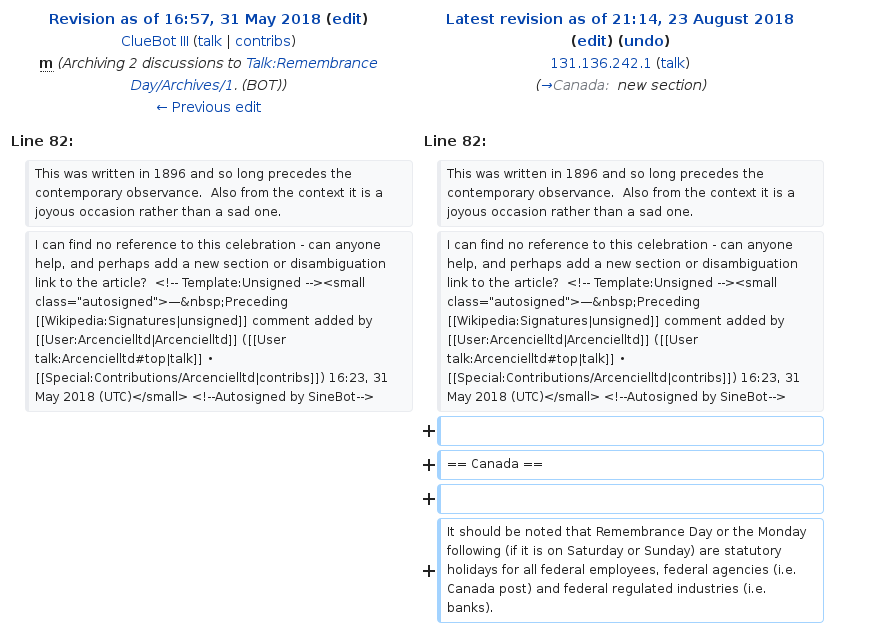 Revision as of 16:57, 31 May 2018 (edit)
ClueBot III (talk | contribs)
m (Archiving 2 discussions to Talk:Remembrance
Day/Archives/1. (BOT))
← Previous edit
Latest revision as of 21:14, 23 August 2018
(edit) (undo)
131.136.242.1 (talk)
(→Canada: new section)
Line 82:
Line 82:
This was written in 1896 and so long precedes the
contemporary observance.  Also from the context it is a
joyous occasion rather than a sad one.
This was written in 1896 and so long precedes the
contemporary observance.  Also from the context it is a
joyous occasion rather than a sad one.
I can find no reference to this celebration - can anyone
help, and perhaps add a new section or disambiguation
link to the article?  <!-- Template:Unsigned --><small
class="autosigned">—&nbsp;Preceding
[[Wikipedia:Signatures|unsigned]] comment added by
[[User:Arcencielltd|Arcencielltd]] ([[User
talk:Arcencielltd#top|talk]] •
[[Special:Contributions/Arcencielltd|contribs]]) 16:23, 31
May 2018 (UTC)</small> <!--Autosigned by SineBot-->
I can find no reference to this celebration - can anyone
help, and perhaps add a new section or disambiguation
link to the article?  <!-- Template:Unsigned --><small
class="autosigned">—&nbsp;Preceding
[[Wikipedia:Signatures|unsigned]] comment added by
[[User:Arcencielltd|Arcencielltd]] ([[User
talk:Arcencielltd#top|talk]] •
[[Special:Contributions/Arcencielltd|contribs]]) 16:23, 31
May 2018 (UTC)</small> <!--Autosigned by SineBot-->
+
+ == Canada ==
+
+ It should be noted that Remembrance Day or the Monday
following (if it is on Saturday or Sunday) are statutory
holidays for all federal employees, federal agencies (i.e.
Canada post) and federal regulated industries (i.e.
banks).